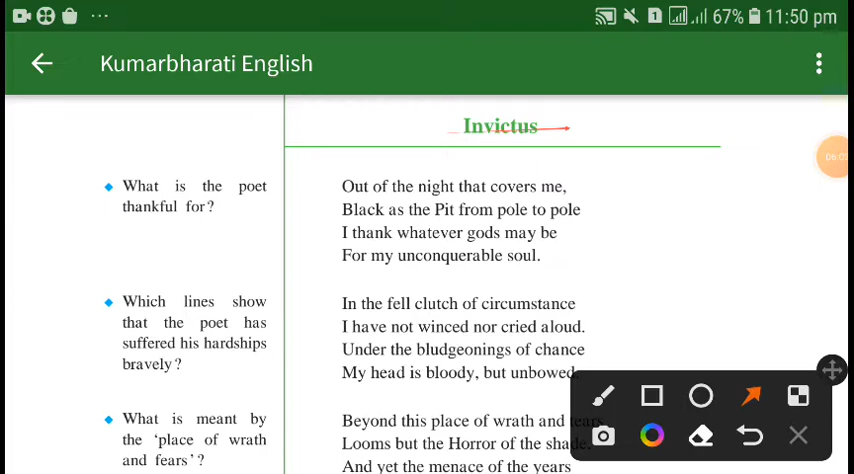 67% 11:50 pm
Kumarbharati English
Invictus
What is the poet
thankful for?
Out of the night that covers me,
Black as the Pit from pole to pole
I thank whatever gods may be
For my unconquerable soul.
Which lines show
that the poet has
suffered his hardships
bravely?
In the fell clutch of circumstance
I have not winced nor cried aloud.
Under the bludgeonings of chance
My head is bloody, but unbowed.
What is meant by
the ‘place of wrath
and fears’?
Beyond this place of wrath and tears
Looms but the Horror of the shade.
And yet the menace of the years